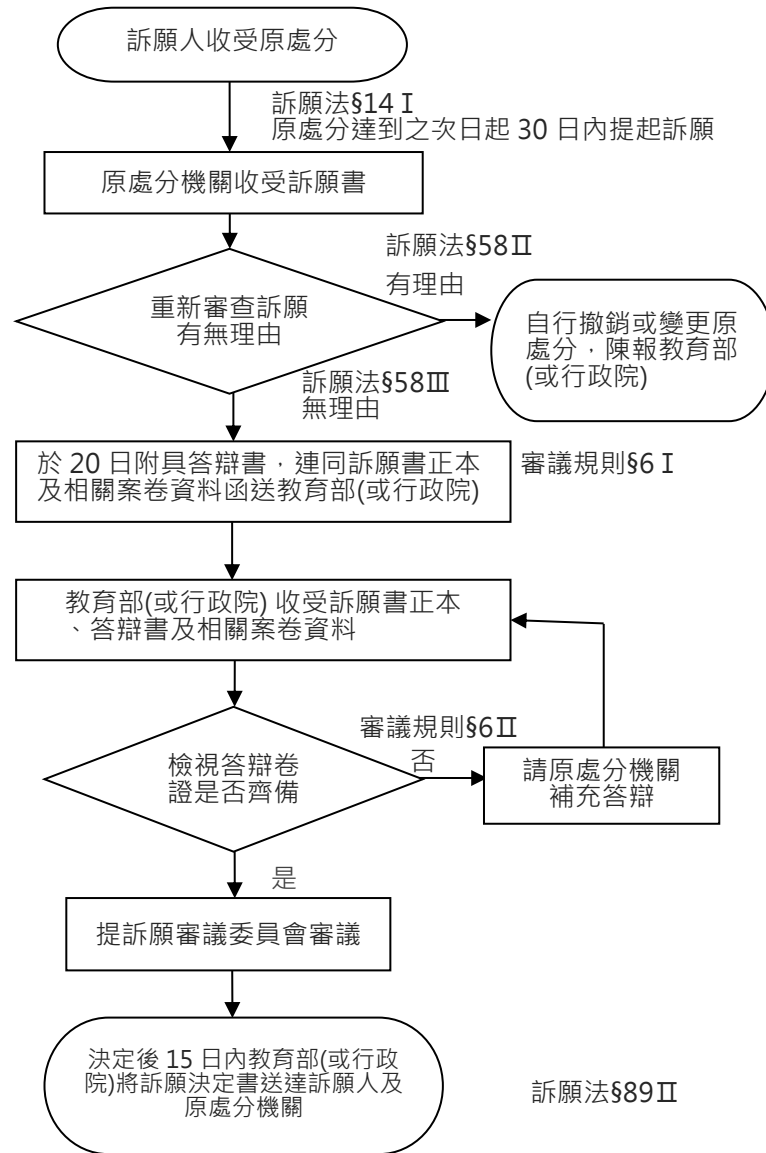 訴願人收受原處分
訴願法§14Ⅰ
原處分達到之次日起 30 日內提起訴願
原處分機關收受訴願書
訴願法§58Ⅱ
有理由
重新審查訴願
有無理由
自行撤銷或變更原
處分，陳報教育部
(或行政院)
訴願法§58Ⅲ
無理由
於 20 日附具答辯書，連同訴願書正本
及相關案卷資料函送教育部(或行政院)
審議規則§6Ⅰ
教育部(或行政院) 收受訴願書正本
、答辯書及相關案卷資料
審議規則§6Ⅱ
否
檢視答辯卷
證是否齊備
請原處分機關
補充答辯
是
提訴願審議委員會審議
決定後 15 日內教育部(或行政
院)將訴願決定書送達訴願人及
原處分機關
訴願法§89Ⅱ